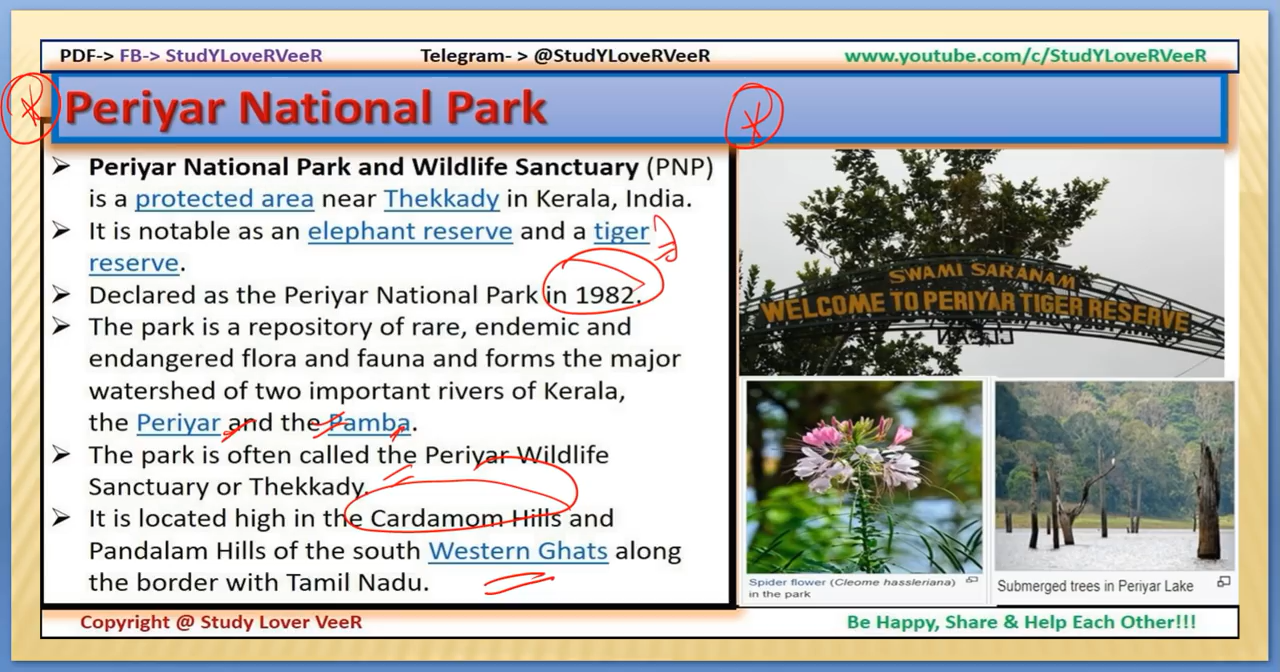 PDF-> FB-> StudYLoveRVeeR
Telegram- > @StudYLoveRVeeR
www.youtube.com/c/StudYLoveRVeeR
Periyar National Park
➢ Periyar National Park and Wildlife Sanctuary (PNP)
is a protected area near Thekkady in Kerala, India.
➢ It is notable as an elephant reserve and a tiger
reserve.
➢ Declared as the Periyar National Park in 1982.
➢ The park is a repository of rare, endemic and
endangered flora and fauna and forms the major
watershed of two important rivers of Kerala,
the Periyar and the Pamba.
➢ The park is often called the Periyar Wildlife
Sanctuary or Thekkady.
➢ It is located high in the Cardamom Hills and
Pandalam Hills of the south Western Ghats along
the border with Tamil Nadu.
SWAMI SARANAM
WELCOME TO PERIYAR TIGER RESERVE
Spider flower (Cleome hassleriana)
in the park
Submerged trees in Periyar Lake
Copyright @ Study Lover VeeR
Be Happy, Share & Help Each Other!!!